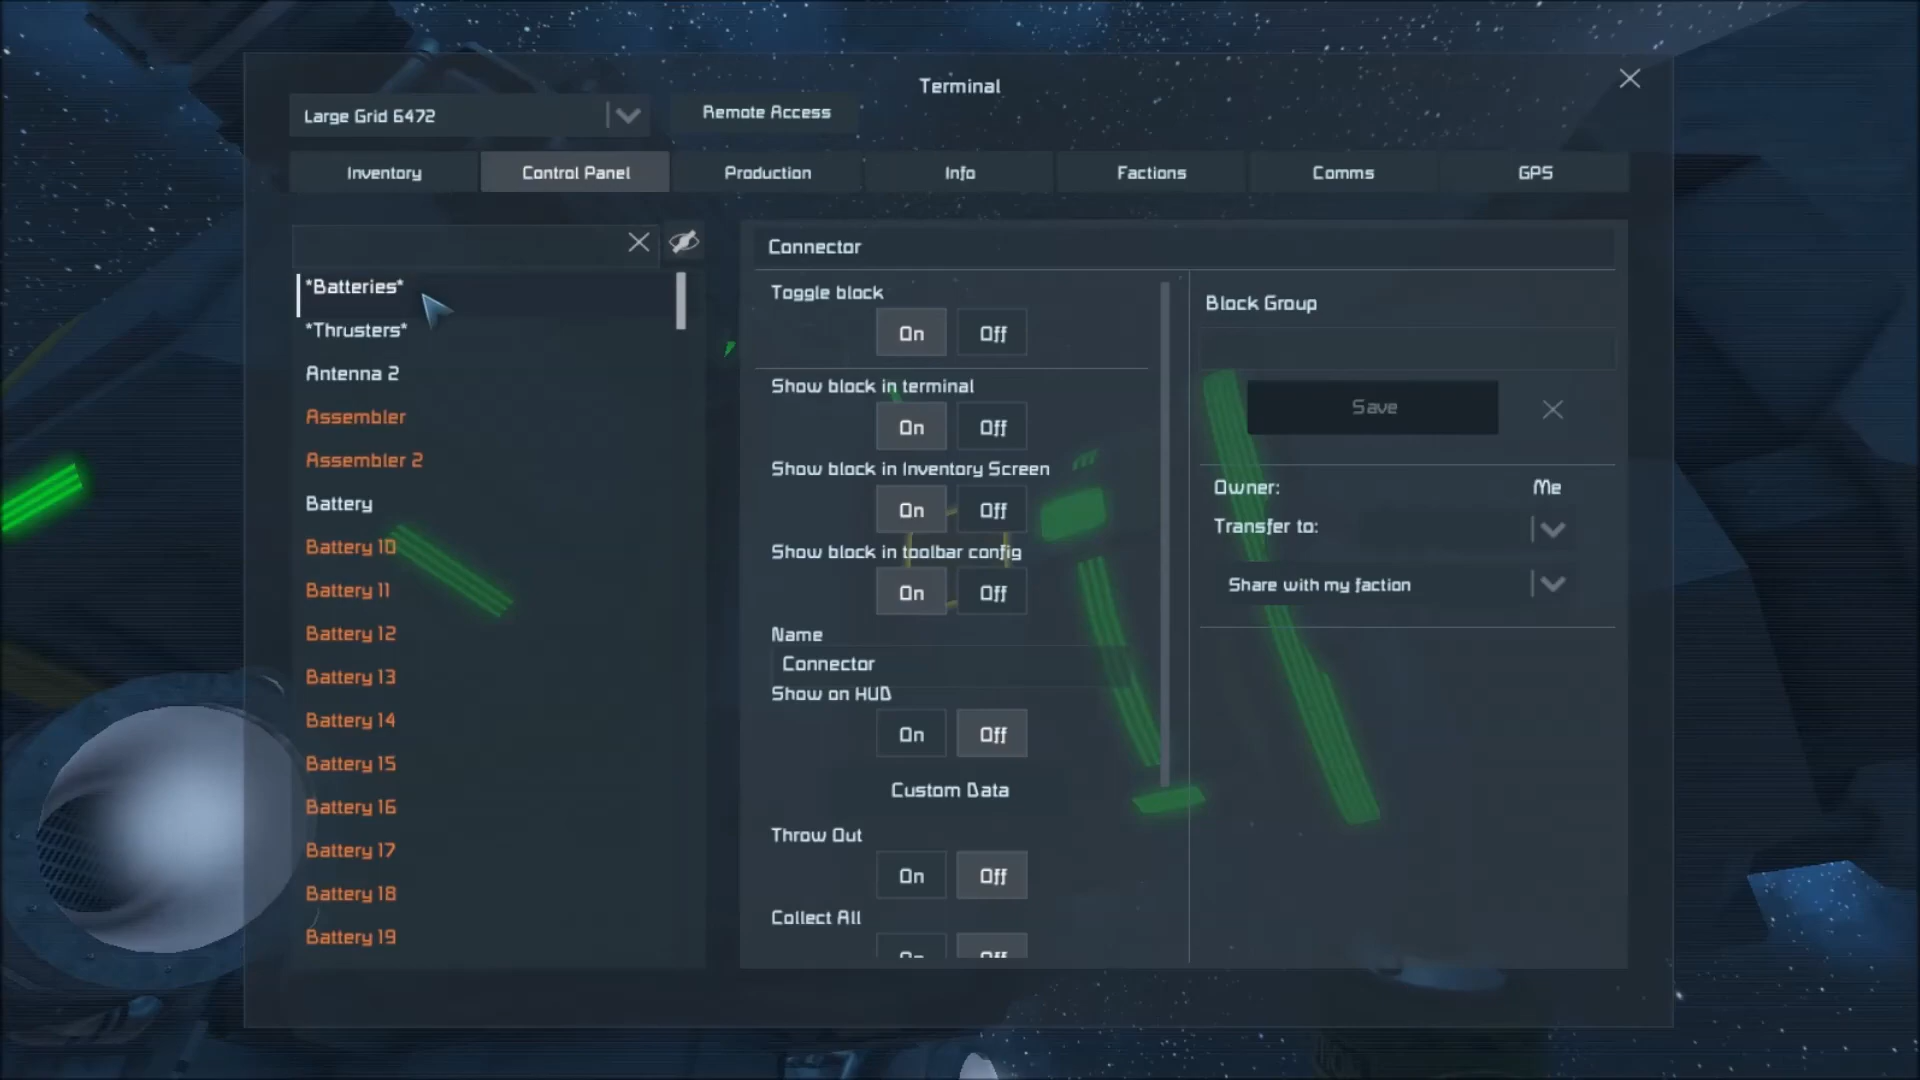 Terminal
Large Grid 6472
Remote Access
Inventory
Control Panel
Production
Info
Factions
Comms
GPS
*Batteries*
*Thrusters*
Antenna 2
Assembler
Assembler 2
Battery
Battery 10
Battery 11
Battery 12
Battery 13
Battery 14
Battery 15
Battery 16
Battery 17
Battery 18
Battery 19
Connector
Toggle block
On Off
Show block in terminal
On Off
Show block in Inventory Screen
On Off
Show block in toolbar config
On Off
Name
Connector
Show on HUD
On Off
Custom Data
Throw Out
On Off
Collect All
On Off
Block Group
Save
Owner: Me
Transfer to:
Share with my faction